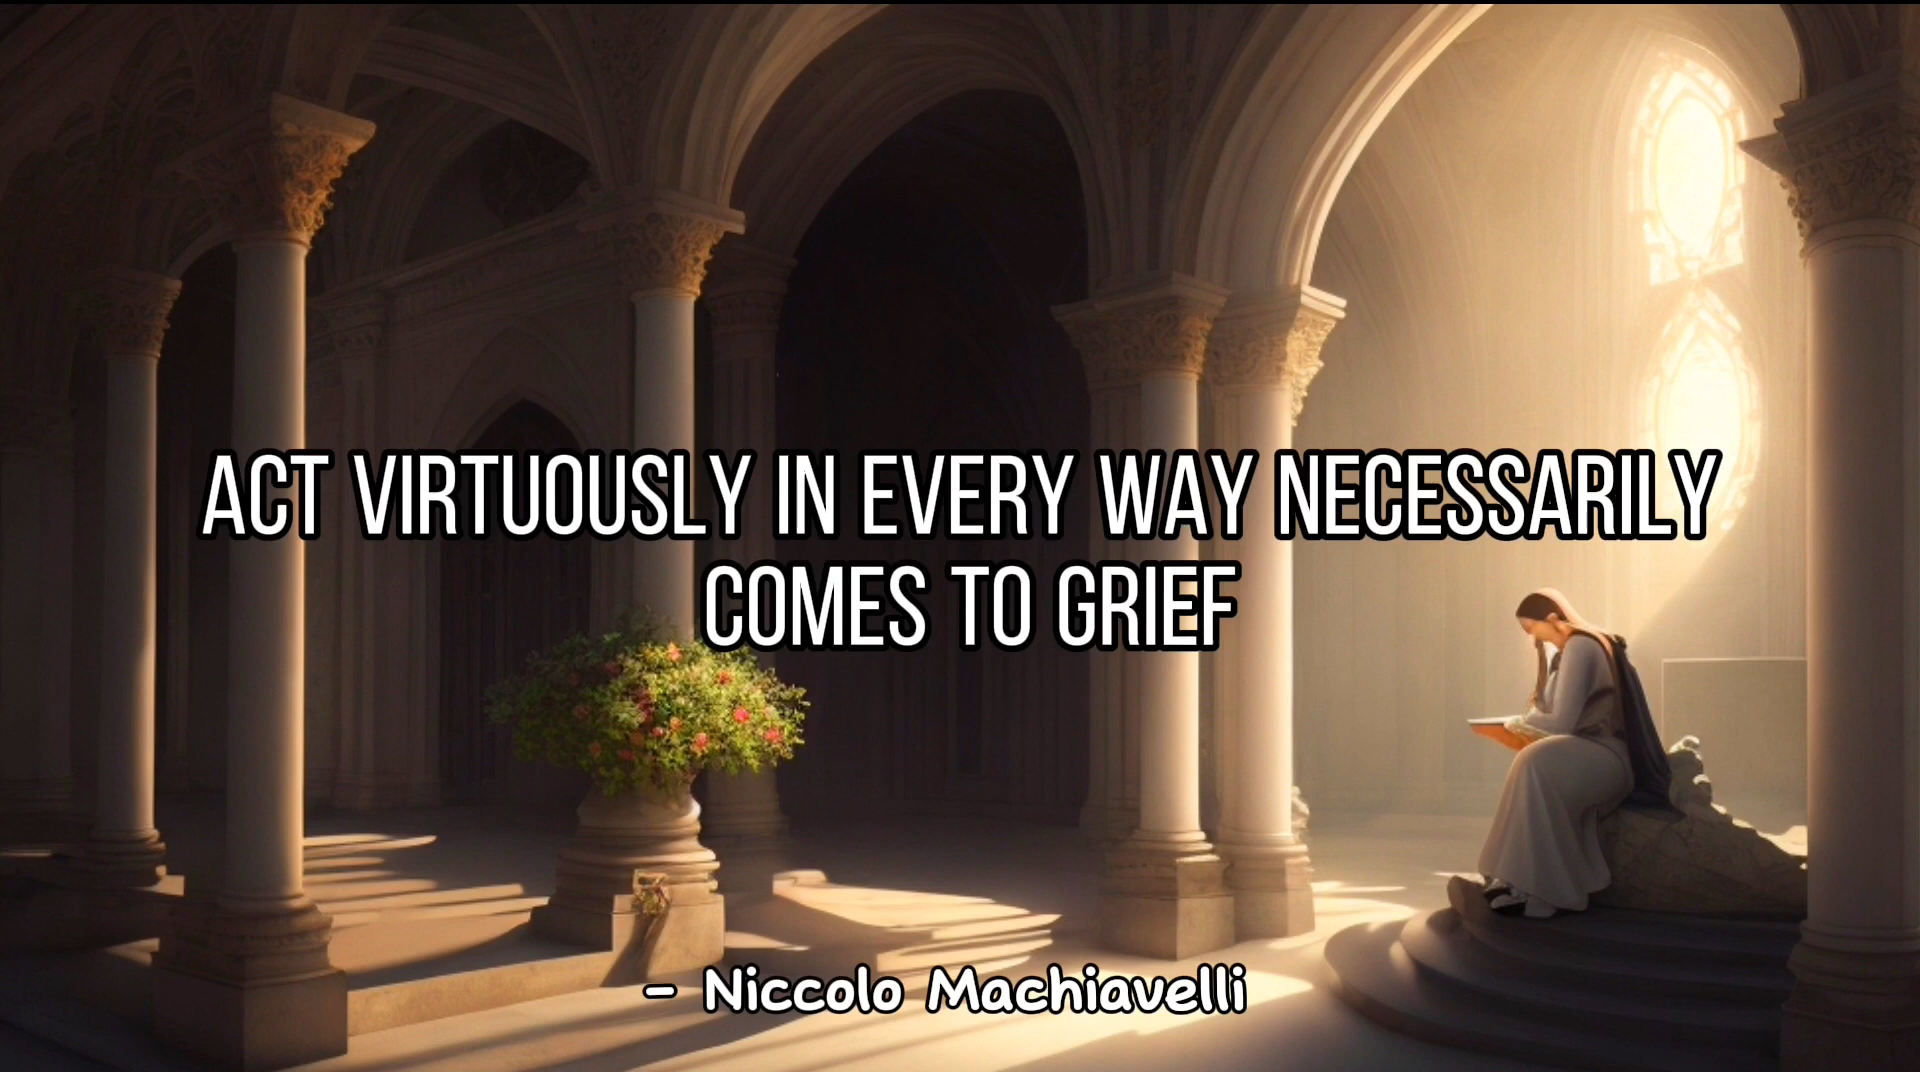 ACT VIRTUOUSLY IN EVERY WAY NECESSARILY
COMES TO GRIEF
- Niccolo Machiavelli